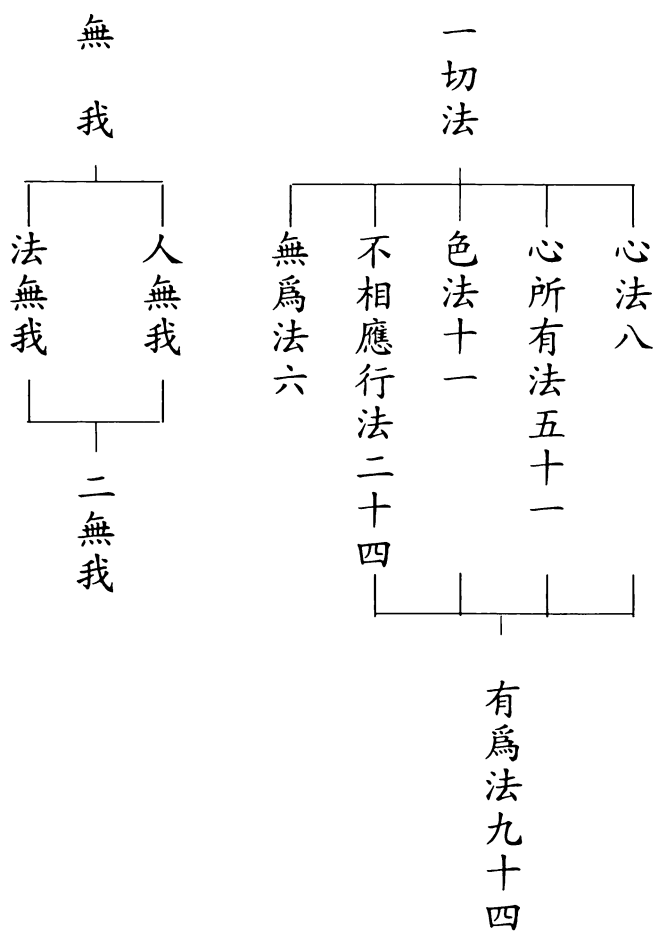 一切法
心法八
心所有法五十一
色法十一
不相應行法二十四
無爲法六
有爲法九十四
無我
人無我
法無我
二無我